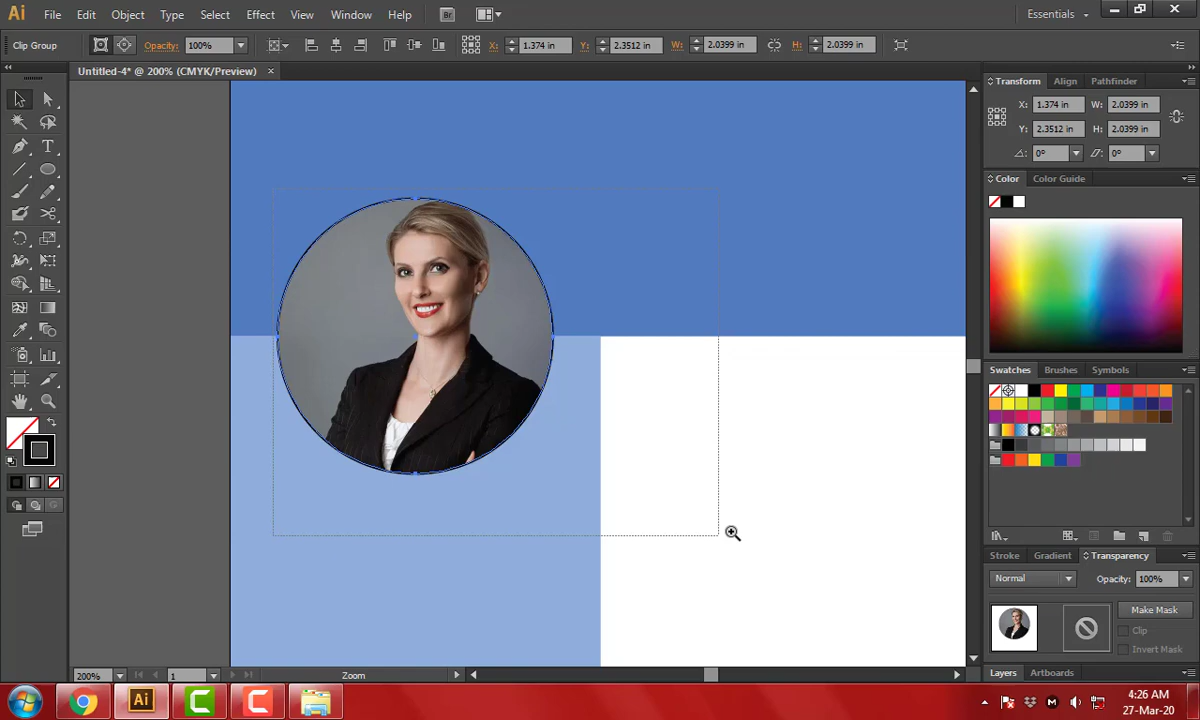 Ai File Edit Object Type Select Effect View Window Help Br Essentials
Clip Group Opacity: 100% X: 1.374 in Y: 2.3512 in W: 2.0399 in H: 2.0399 in
Untitled-4* @ 200% (CMYK/Preview) ×
Transform Align Pathfinder
X: 1.374 in W: 2.0399 in
Y: 2.3512 in H: 2.0399 in
0° 0°
Color Color Guide
Swatches Brushes Symbols
Stroke Gradient Transparency
Normal Opacity: 100%
Make Mask
Clip
Invert Mask
200% 1 Zoom
Layers Artboards
Ai
4:26 AM
27-Mar-20